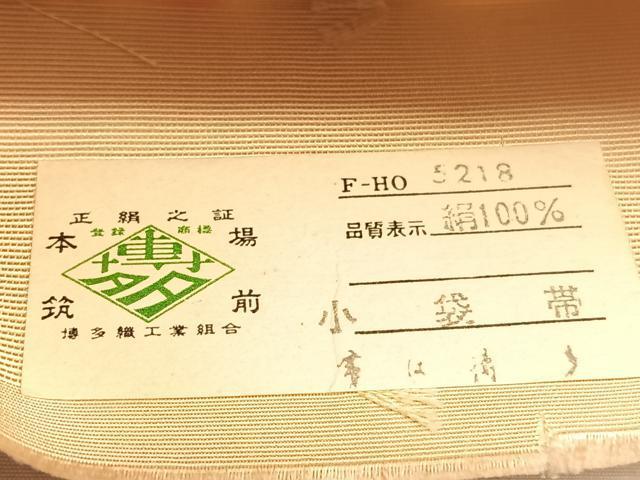 正絹之証
登録 商標
本場
博多
筑前
博多織工業組合
F-HO 5218
品質表示 絹100%
小袋帯